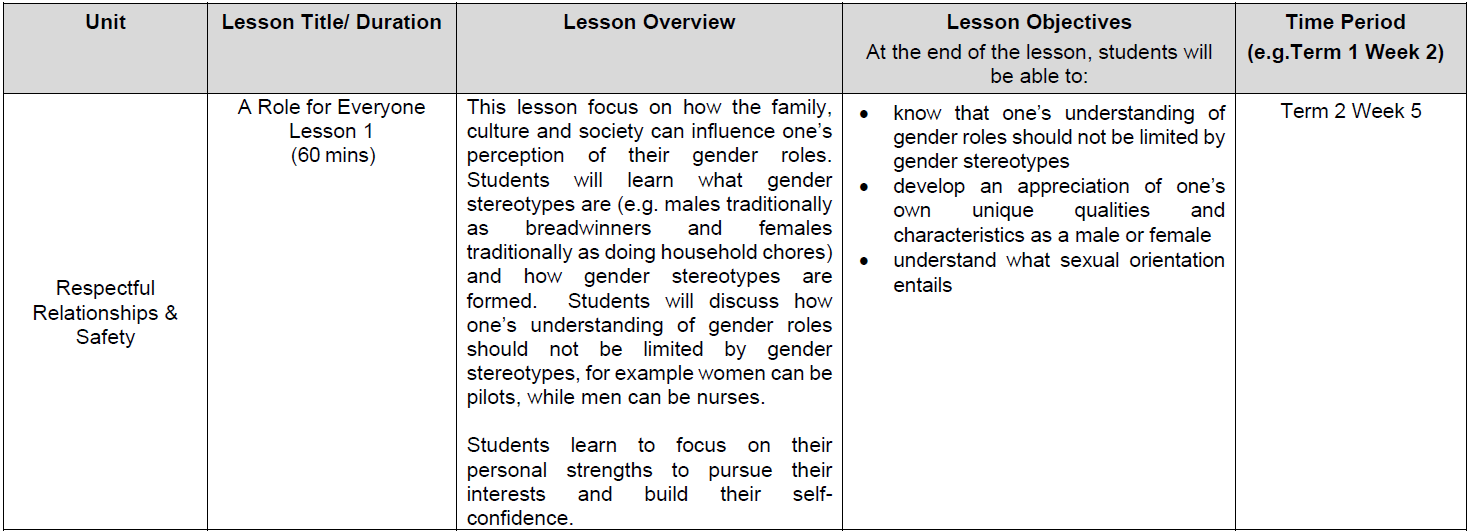 Unit
Lesson Title/ Duration
Lesson Overview
Lesson Objectives
At the end of the lesson, students will
be able to:
Time Period
(e.g.Term 1 Week 2)
Respectful
Relationships &
Safety
A Role for Everyone
Lesson 1
(60 mins)
This lesson focus on how the family,
culture and society can influence one’s
perception of their gender roles.
Students will learn what gender
stereotypes are (e.g. males traditionally
as breadwinners and females
traditionally as doing household chores)
and how gender stereotypes are
formed. Students will discuss how
one’s understanding of gender roles
should not be limited by gender
stereotypes, for example women can be
pilots, while men can be nurses.
Students learn to focus on their
personal strengths to pursue their
interests and build their self-
confidence.
• know that one’s understanding of
gender roles should not be limited by
gender stereotypes
• develop an appreciation of one’s
own unique qualities and
characteristics as a male or female
• understand what sexual orientation
entails
Term 2 Week 5